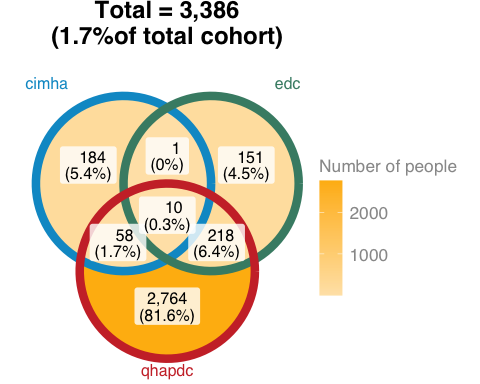 Total = 3,386
(1.7%of total cohort)
cimha
edc
1
(0%)
184
(5.4%)
151
(4.5%)
Number of people
10
(0.3%)
2000
58
(1.7%)
218
(6.4%)
1000
2,764
(81.6%)
qhapdc